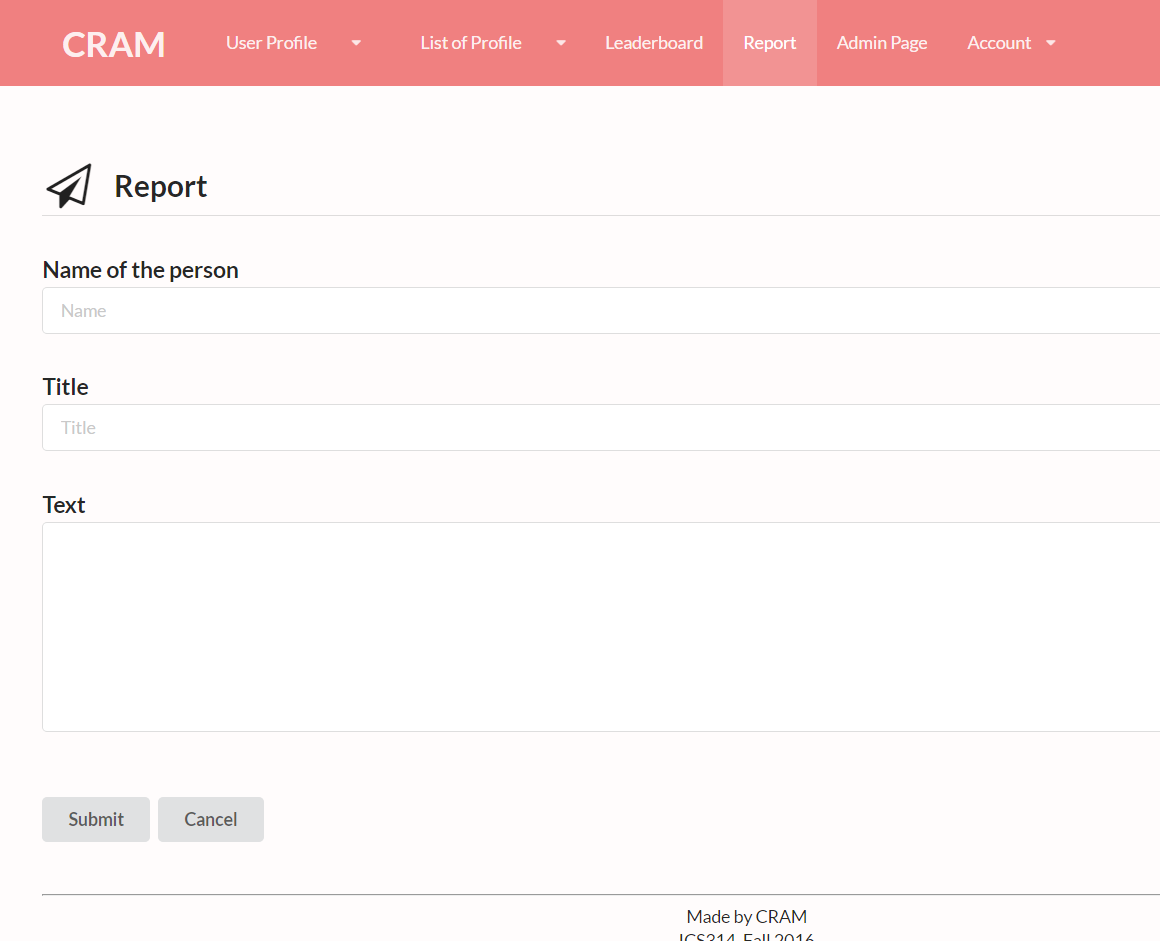 CRAM User Profile List of Profile Leaderboard Report Admin Page Account
Report
Name of the person
Name
Title
Title
Text
Submit Cancel
Made by CRAM
ICS314, Fall 2016